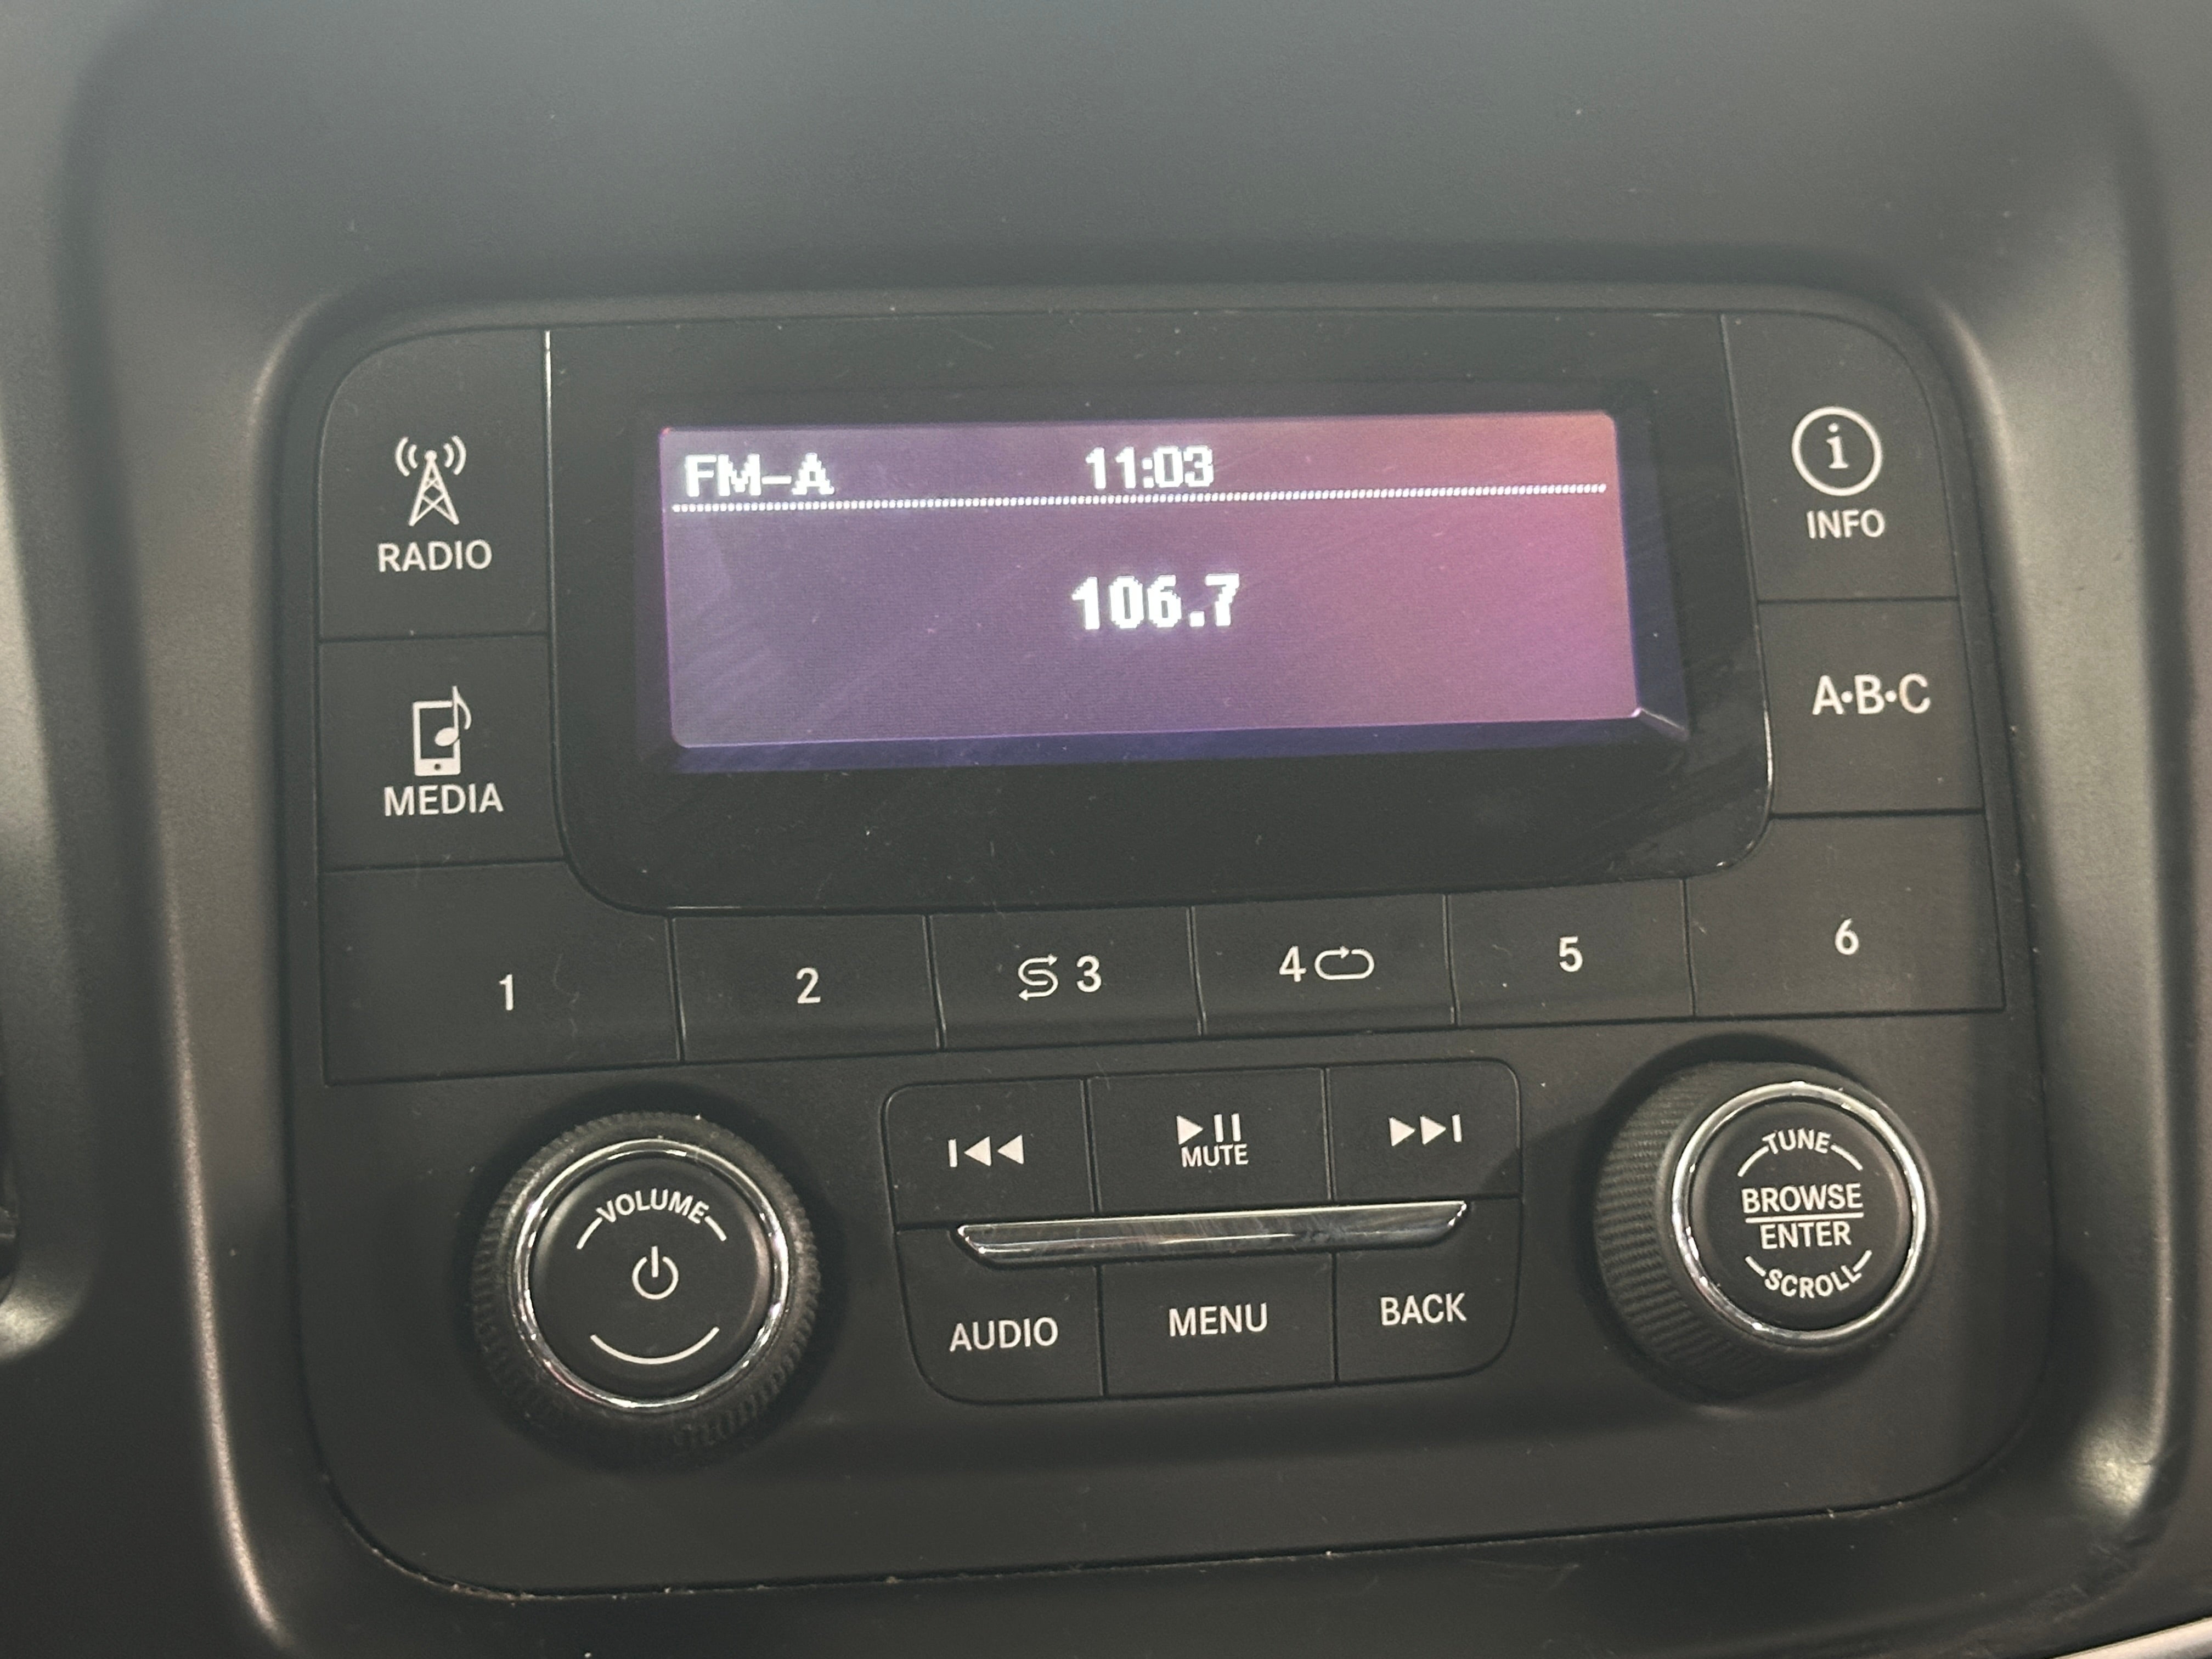 FM-A 11:03
106.7
RADIO
MEDIA
i
INFO
A•B•C
1 2 3 4 5 6
VOLUME
MUTE
AUDIO MENU BACK
TUNE
BROWSE
ENTER
SCROLL